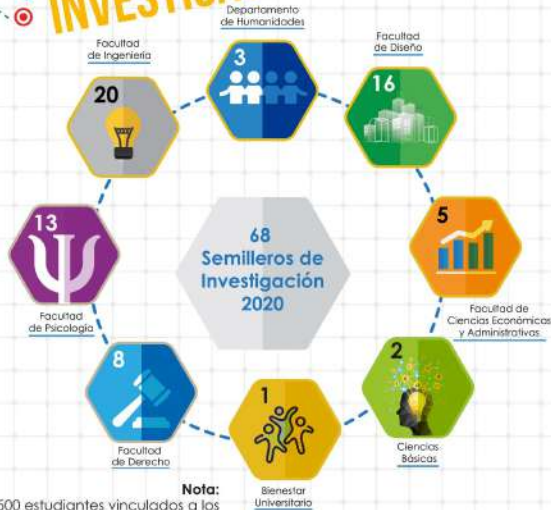 Departamento
de Humanidades
3
Facultad
de Ingeniería
20
Facultad
de Diseño
16
13
Facultad
de Psicología
68
Semilleros de
Investigación
2020
5
Facultad de
Ciencias Económicas
y Administrativas
8
Facultad
de Derecho
1
Bienestar
Universitario
2
Ciencias
Básicas
Nota:
estudiantes vinculados a los